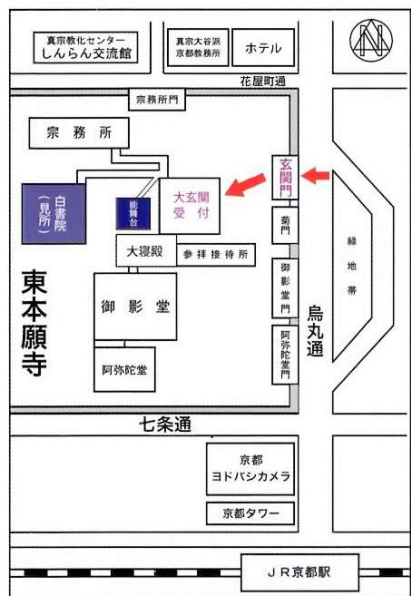 真宗教化センター
しんらん交流館
真宗大谷派
京都教務所
ホテル
N
花屋町通
宗務所門
宗務所
白書院
(見所)
能舞台
大玄関
受付
玄関門
菊門
大寝殿
参拝接待所
御影堂門
御影堂
阿弥陀堂
阿弥陀堂門
東本願寺
烏丸通
緑地帯
七条通
京都
ヨドバシカメラ
京都タワー
JR京都駅